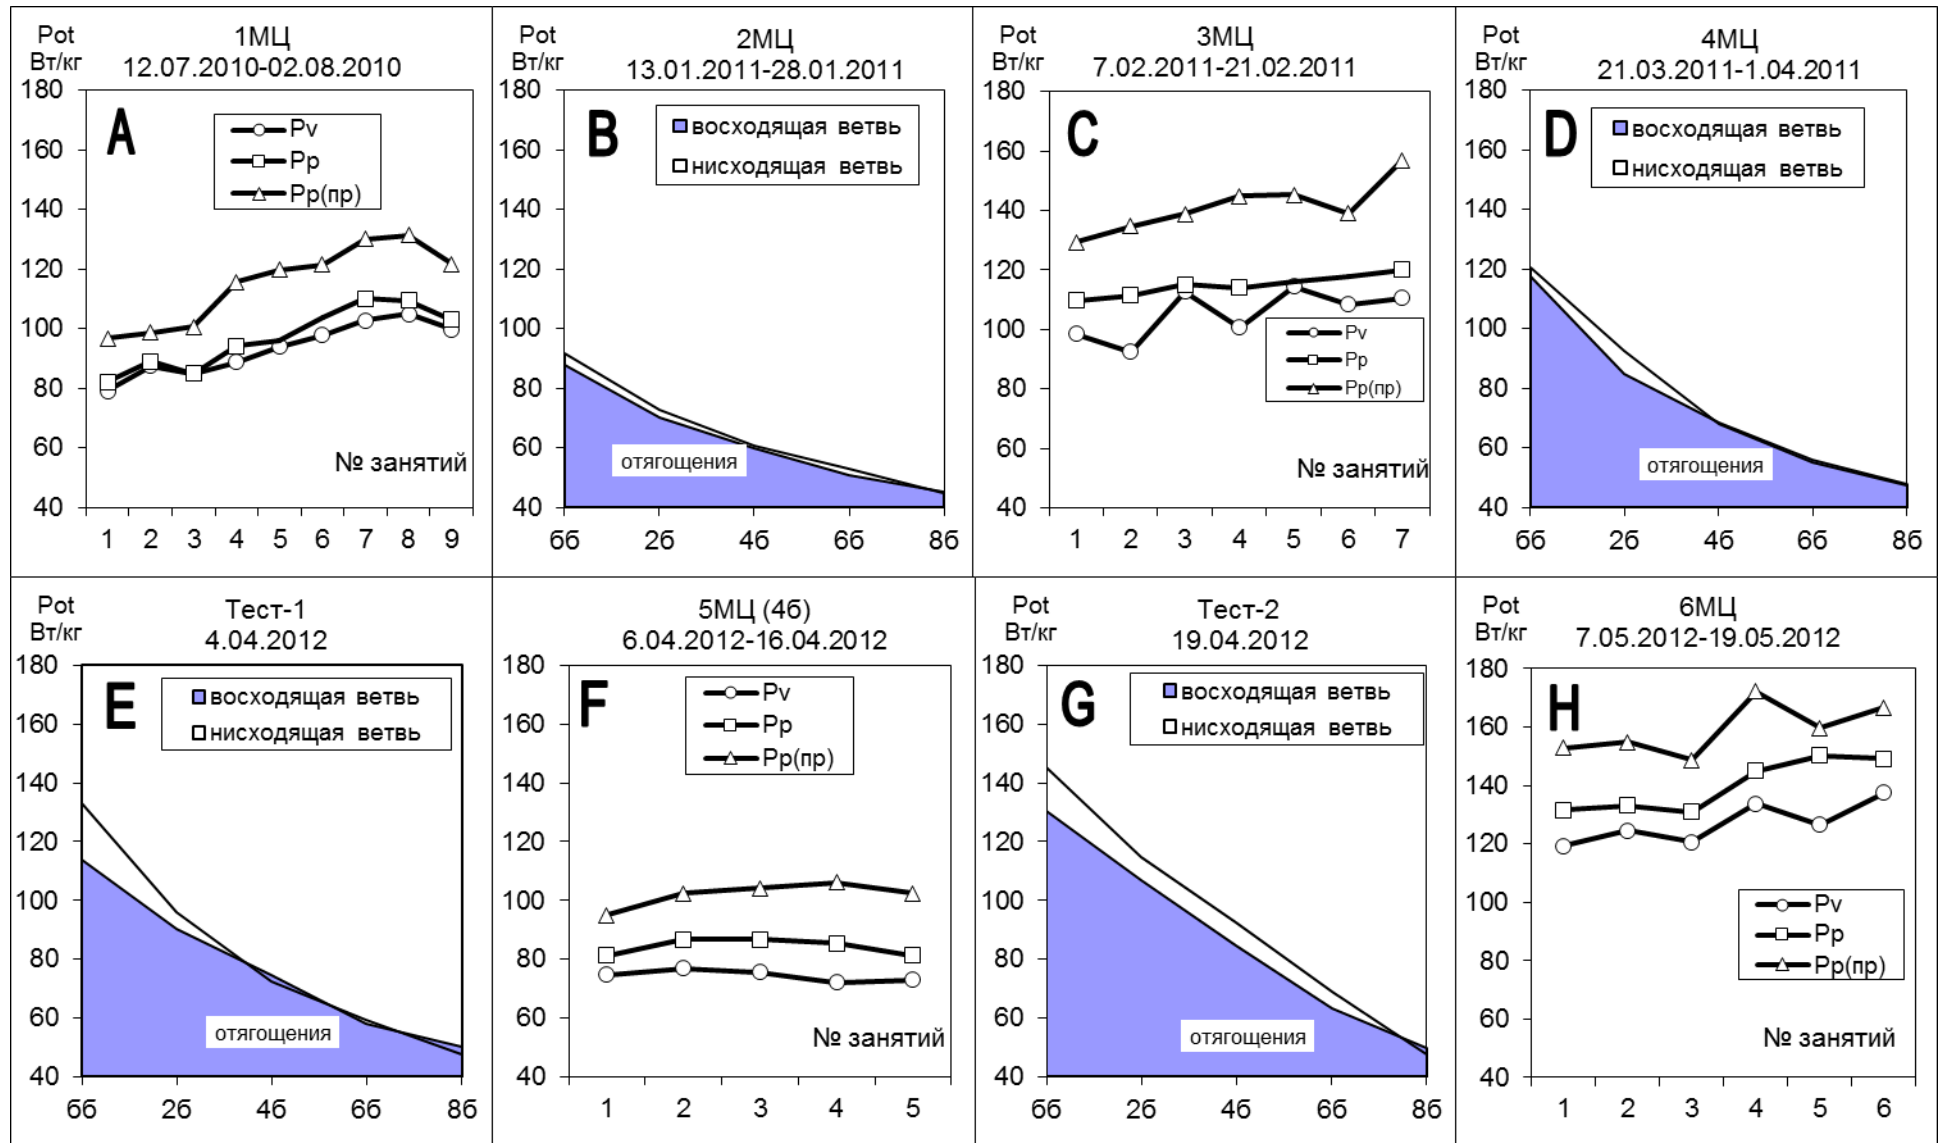 Pot
Вт/кг
1МЦ
12.07.2010-02.08.2010
180
160
140
120
100
80
60
40
A
Pv
Pp
Pp(пр)
№ занятий
1 2 3 4 5 6 7 8 9
Pot
Вт/кг
2МЦ
13.01.2011-28.01.2011
180
160
140
120
100
80
60
40
B
восходящая ветвь
нисходящая ветвь
отягощения
6б 2б 4б 6б 8б
Pot
Вт/кг
3МЦ
7.02.2011-21.02.2011
180
160
140
120
100
80
60
40
C
Pv
Pp
Pp(пр)
№ занятий
1 2 3 4 5 6 7
Pot
Вт/кг
4МЦ
21.03.2011-1.04.2011
180
160
140
120
100
80
60
40
D
восходящая ветвь
нисходящая ветвь
отягощения
6б 2б 4б 6б 8б
Pot
Вт/кг
Тест-1
4.04.2012
180
160
140
120
100
80
60
40
E
восходящая ветвь
нисходящая ветвь
отягощения
6б 2б 4б 6б 8б
Pot
Вт/кг
5МЦ (4б)
6.04.2012-16.04.2012
180
160
140
120
100
80
60
40
F
Pv
Pp
Pp(пр)
№ занятий
1 2 3 4 5
Pot
Вт/кг
Тест-2
19.04.2012
180
160
140
120
100
80
60
40
G
восходящая ветвь
нисходящая ветвь
отягощения
6б 2б 4б 6б 8б
Pot
Вт/кг
6МЦ
7.05.2012-19.05.2012
180
160
140
120
100
80
60
40
H
Pv
Pp
Pp(пр)
№ занятий
1 2 3 4 5 6